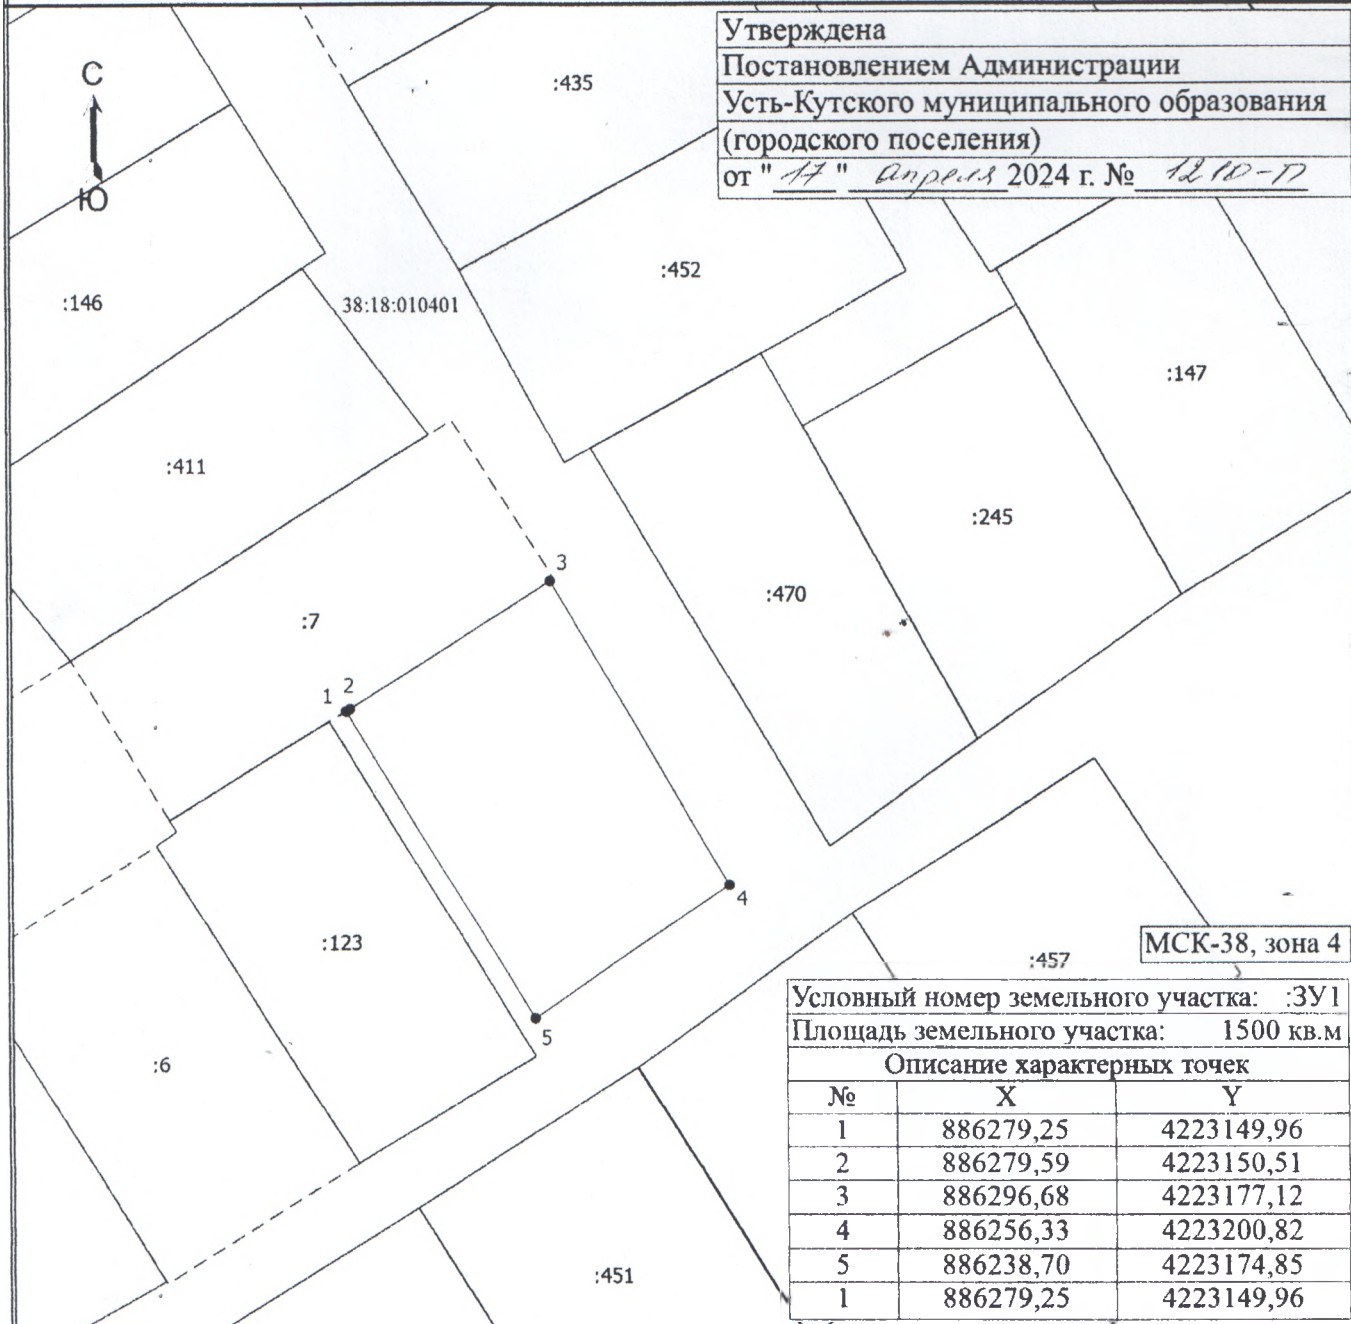 Утверждена
Постановлением Администрации
Усть-Кутского муниципального образования
(городского поселения)
от "17" апреля 2024 г. № 1210-П
С
Ю
:435
:452
:146
38:18:010401
:147
:411
:245
3
:470
:7
1 2
4
:123
:457
МСК-38, зона 4
5
:6
:451
Условный номер земельного участка: :ЗУ1
Площадь земельного участка: 1500 кв.м
Описание характерных точек
№ X Y
1 886279,25 4223149,96
2 886279,59 4223150,51
3 886296,68 4223177,12
4 886256,33 4223200,82
5 886238,70 4223174,85
1 886279,25 4223149,96